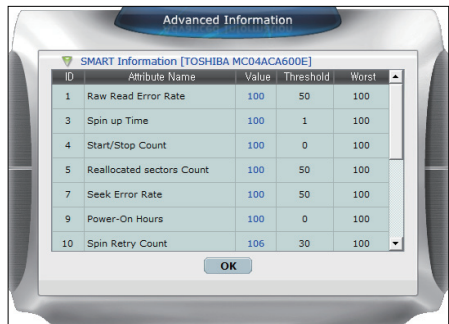 Advanced Information
SMART Information [TOSHIBA MC04ACA600E]
ID Attribute Name Value Threshold Worst
1 Raw Read Error Rate 100 50 100
3 Spin up Time 100 1 100
4 Start/Stop Count 100 0 100
5 Reallocated sectors Count 100 50 100
7 Seek Error Rate 100 50 100
9 Power-On Hours 100 0 100
10 Spin Retry Count 106 30 100
OK